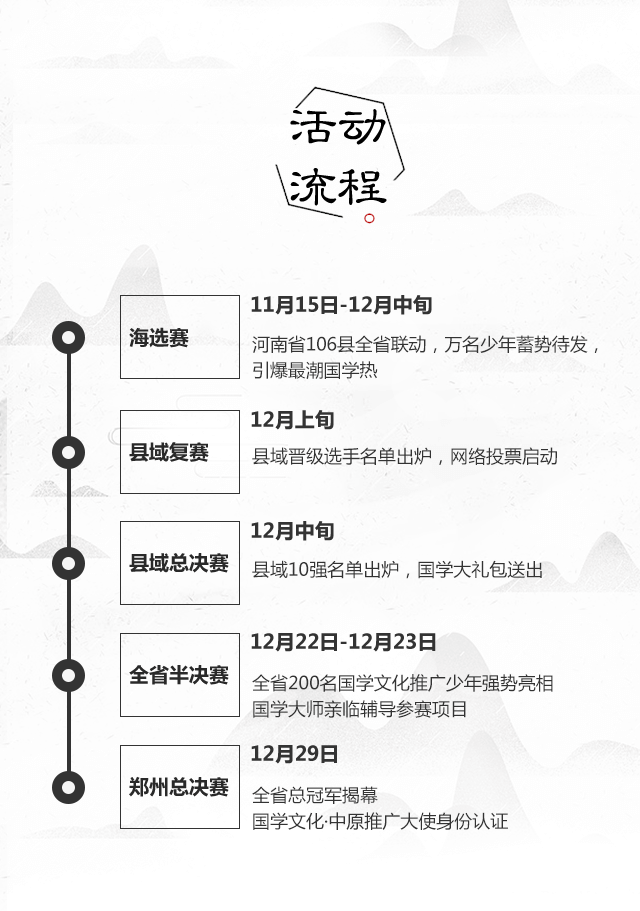 活动
流程
11月15日-12月中旬
海选赛
河南省106县全省联动，万名少年蓄势待发，
引爆最潮国学热
12月上旬
县域复赛
县域晋级选手名单出炉，网络投票启动
12月中旬
县域总决赛
县域10强名单出炉，国学大礼包送出
12月22日-12月23日
全省半决赛
全省200名国学文化推广少年强势亮相
国学大师亲临辅导参赛项目
12月29日
郑州总决赛
全省总冠军揭幕
国学文化·中原推广大使身份认证